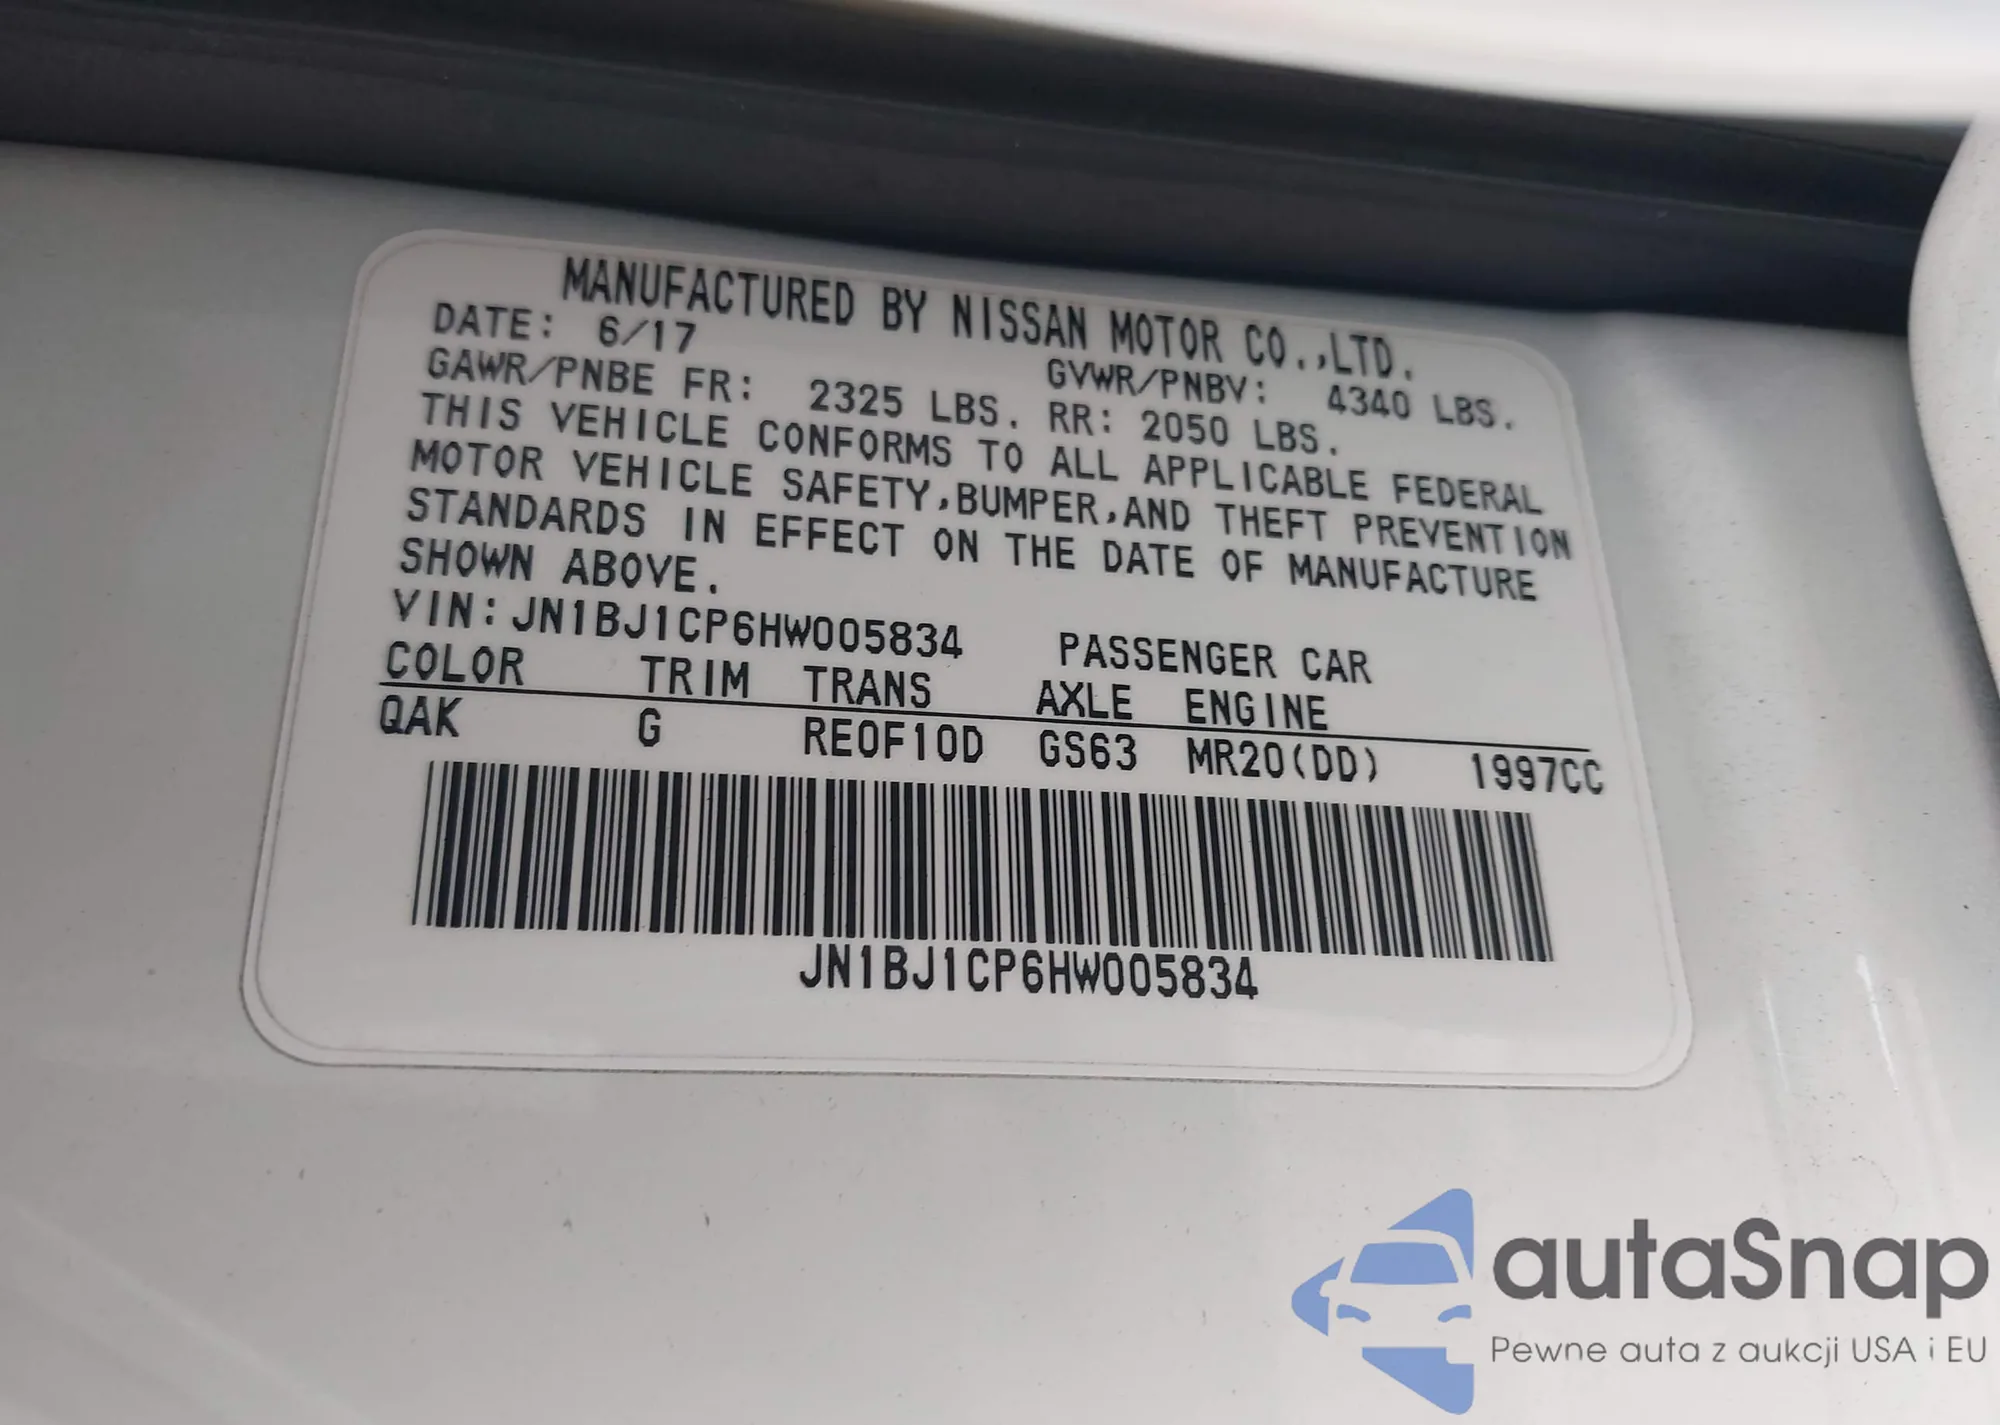 MANUFACTURED BY NISSAN MOTOR CO.,LTD.
DATE: 6/17 GVWR/PNBV: 4340 LBS.
GAWR/PNBE FR: 2325 LBS. RR: 2050 LBS.
THIS VEHICLE CONFORMS TO ALL APPLICABLE FEDERAL
MOTOR VEHICLE SAFETY,BUMPER,AND THEFT PREVENTION
STANDARDS IN EFFECT ON THE DATE OF MANUFACTURE
SHOWN ABOVE.
VIN:JN1BJ1CP6HW005834 PASSENGER CAR
COLOR TRIM TRANS AXLE ENGINE
QAK G RE0F10D GS63 MR20(DD) 1997CC
JN1BJ1CP6HW005834
autaSnap
Pewne auta z aukcji USA i EU